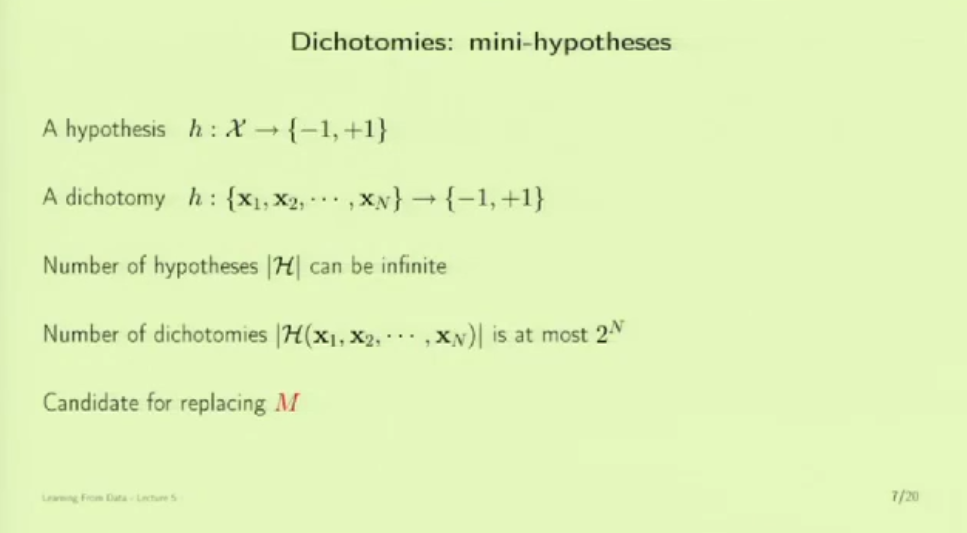 Dichotomies: mini-hypotheses
A hypothesis h : 𝒳 → {−1, +1}
A dichotomy h : {x₁, x₂, ⋯ , x_N} → {−1, +1}
Number of hypotheses |ℋ| can be infinite
Number of dichotomies |ℋ(x₁, x₂, ⋯ , x_N)| is at most 2^N
Candidate for replacing M
Learning From Data - Lecture 5
7/20